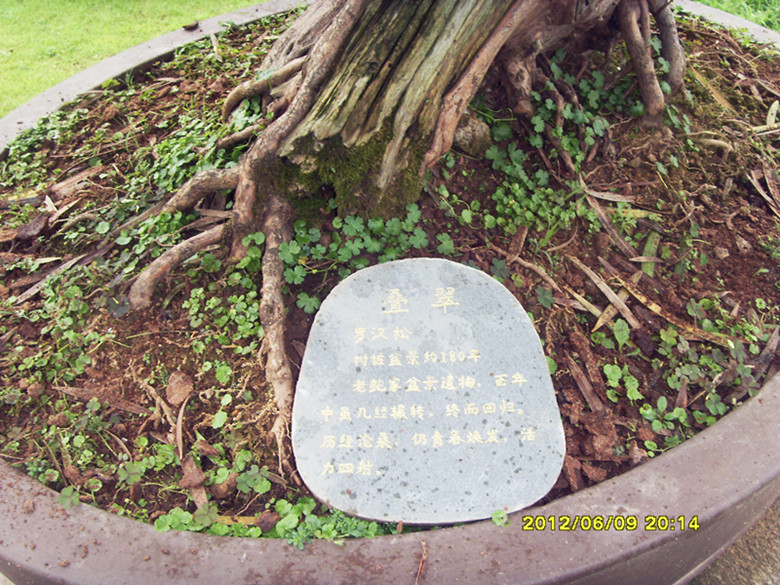 叠翠
罗汉松
树桩盆景约180年
老鸵家盆景遗物，百年
中虽几经辗转，终而回归。
历经沧桑，仍青春焕发，活
力四射。
2012/06/09 20:14